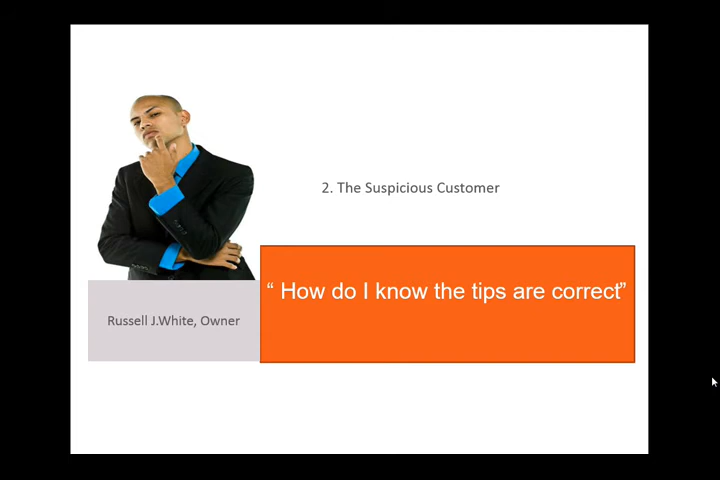 2. The Suspicious Customer
“ How do I know the tips are correct”
Russell J.White, Owner